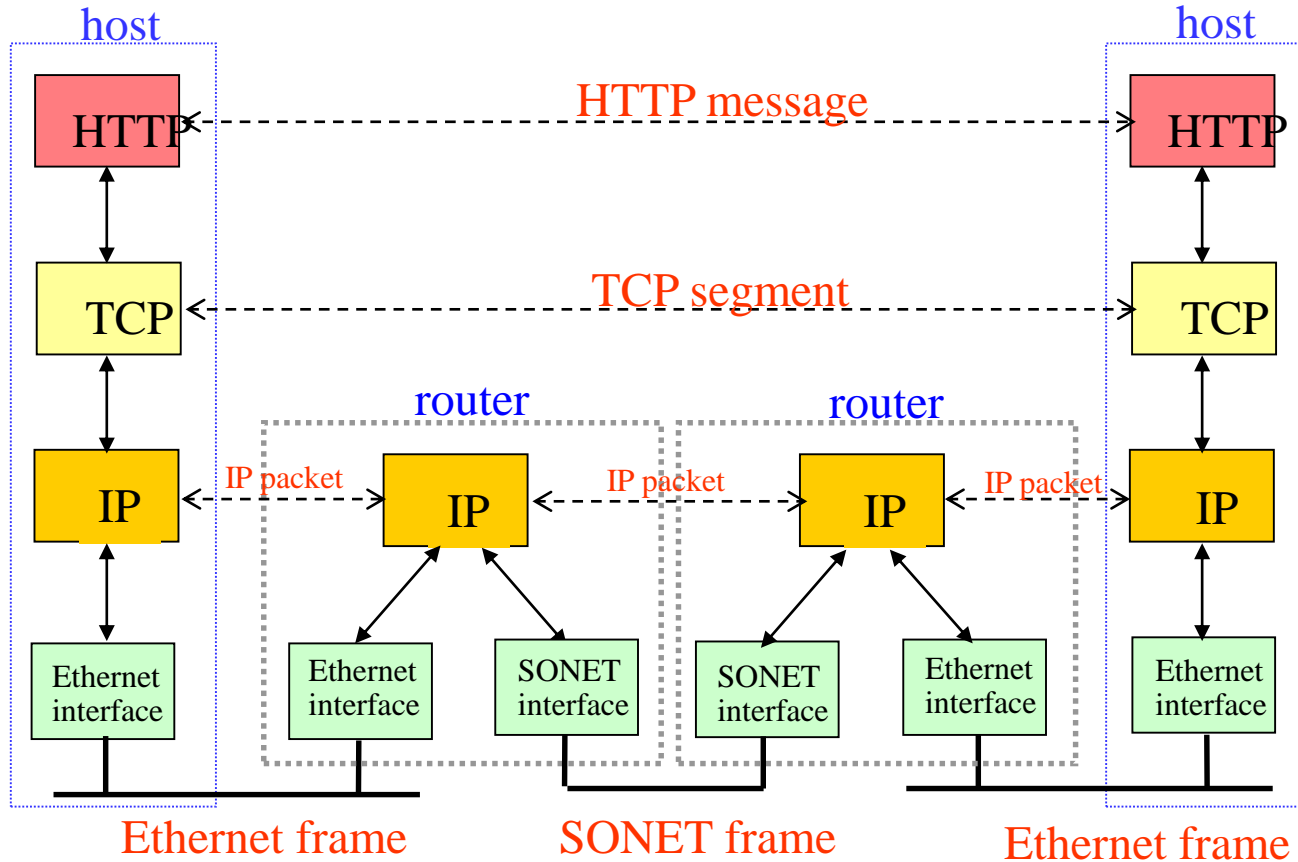 host
host
HTTP
HTTP message
HTTP
TCP
TCP segment
TCP
router
router
IP
IP packet
IP
IP packet
IP
IP packet
IP
Ethernet
interface
Ethernet
interface
SONET
interface
SONET
interface
Ethernet
interface
Ethernet
interface
Ethernet frame
SONET frame
Ethernet frame